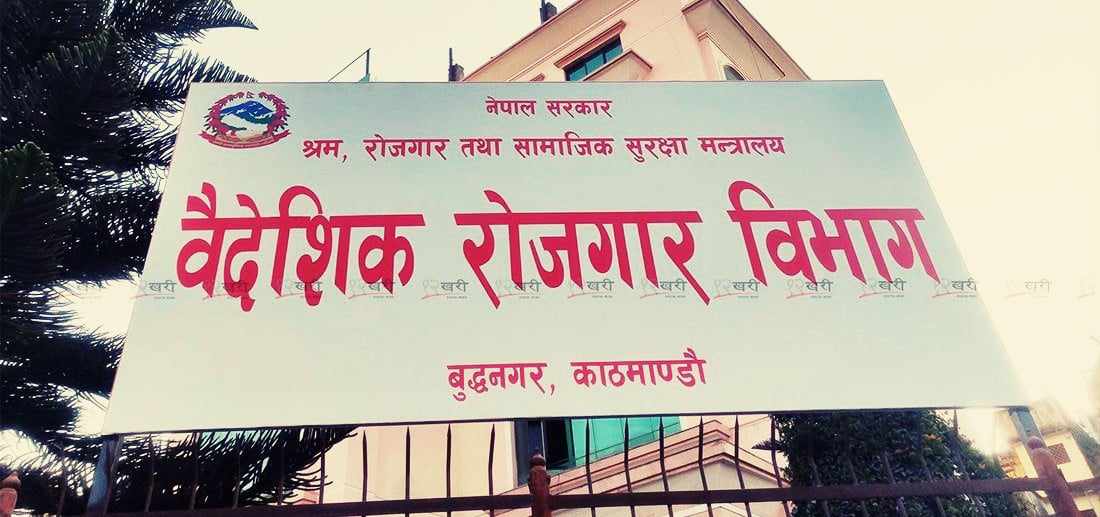 नेपाल सरकार
श्रम, रोजगार तथा सामाजिक सुरक्षा मन्त्रालय
वैदेशिक रोजगार विभाग
बुद्धनगर, काठमाण्डौ